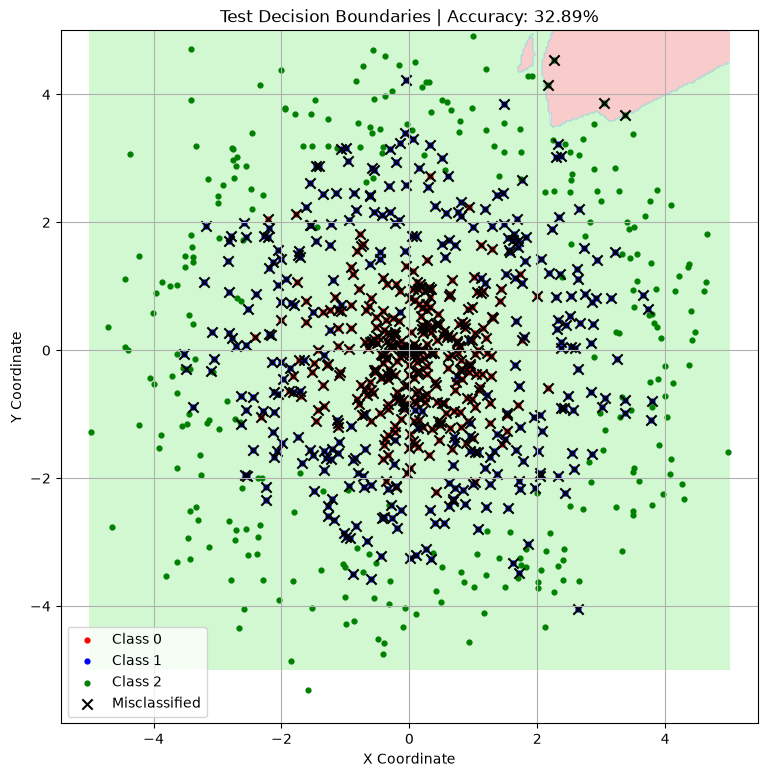 Test Decision Boundaries | Accuracy: 32.89%
4
2
0
−2
−4
Y Coordinate
Class 0
Class 1
Class 2
Misclassified
−4
−2
0
2
4
X Coordinate